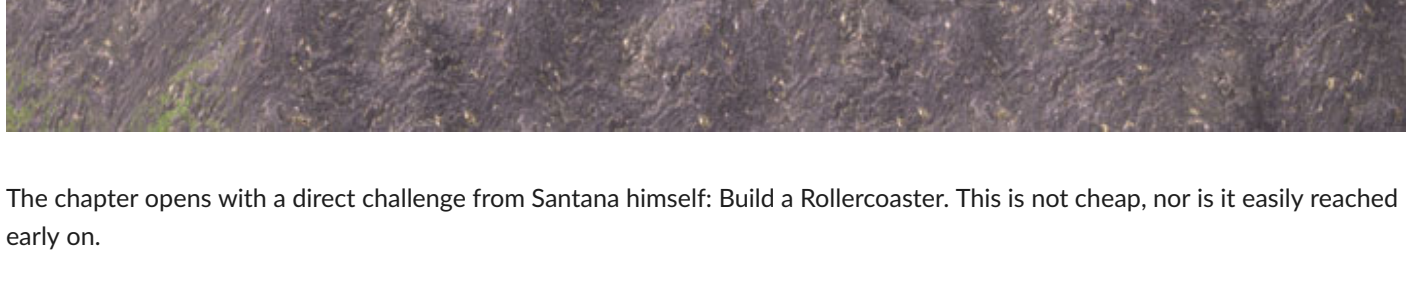 The chapter opens with a direct challenge from Santana himself: Build a Rollercoaster. This is not cheap, nor is it easily reached
early on.